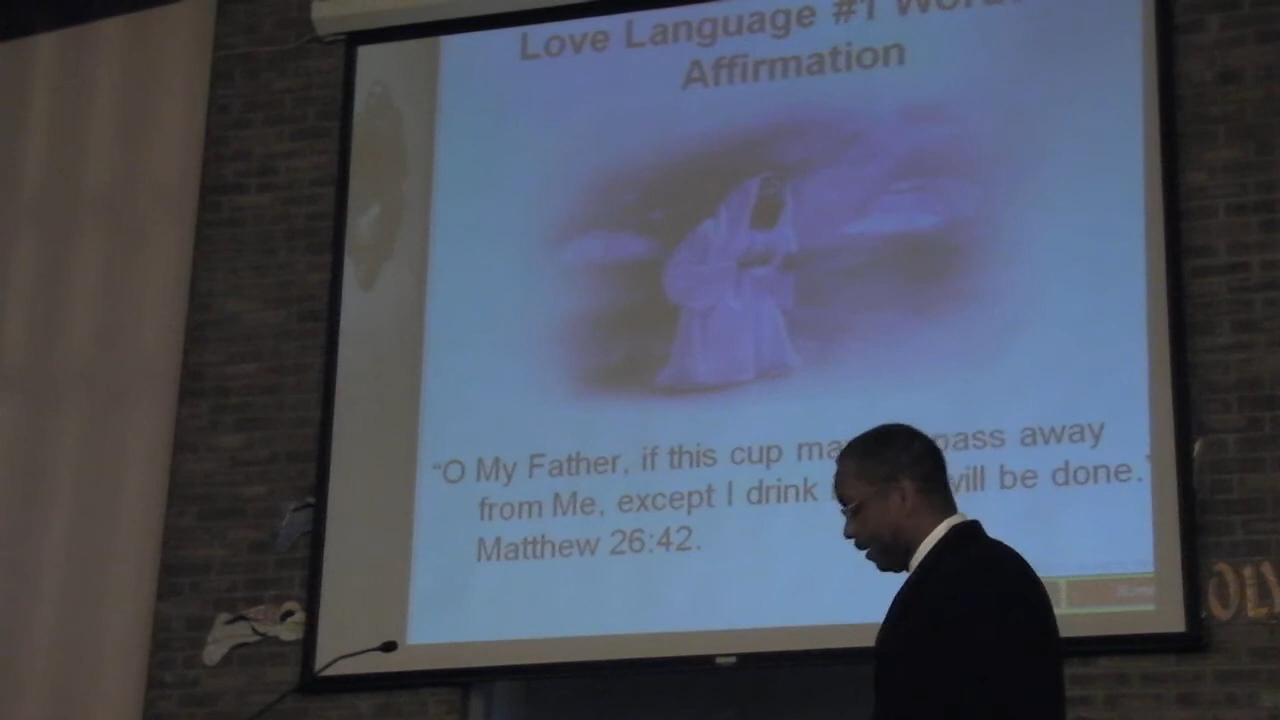 Love Language #1
Affirmation
“O My Father, if this cup pass away
from Me, except I drink will be done.”
Matthew 26:42.